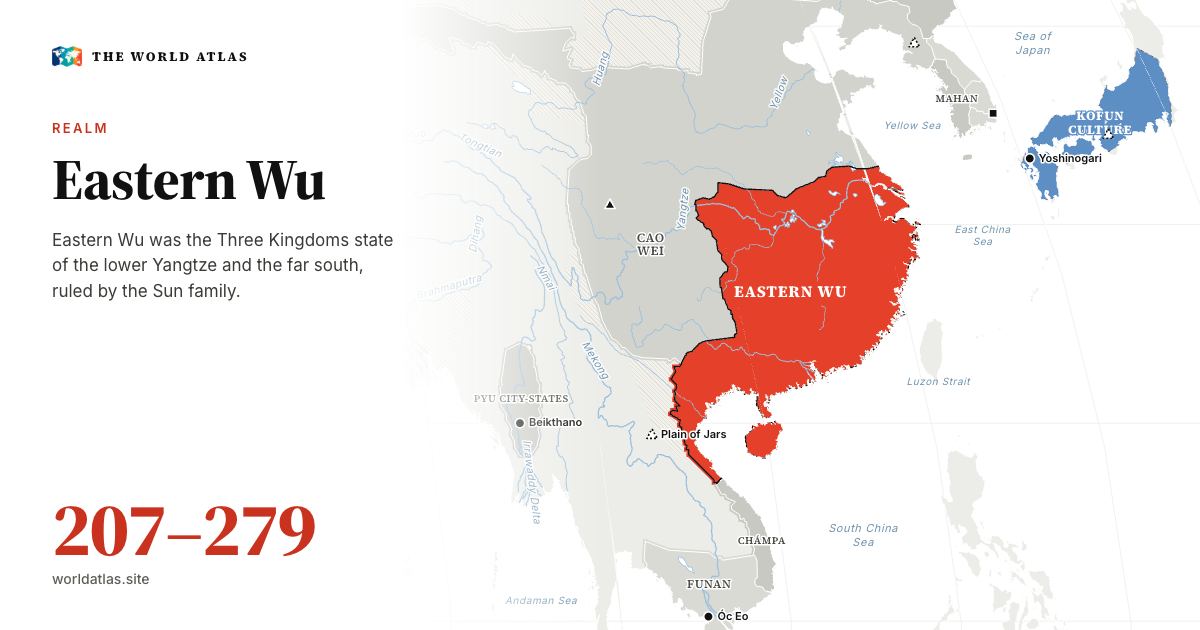 THE WORLD ATLAS
REALM
Eastern Wu
Eastern Wu was the Three Kingdoms state
of the lower Yangtze and the far south,
ruled by the Sun family.
207–279
worldatlas.site
Huang
Yellow
Sea of
Japan
MAHAN
Yellow Sea
KOFUN
CULTURE
Yoshinogari
Tongtian
Yangtze
Dihang
CAO
WEI
East China
Sea
Nmai
Brahmaputra
EASTERN WU
Mekong
Luzon Strait
PYU CITY-STATES
Beikthano
Plain of Jars
Irrawaddy Delta
South China
Sea
CHAMPA
FUNAN
Andaman Sea
Óc Eo